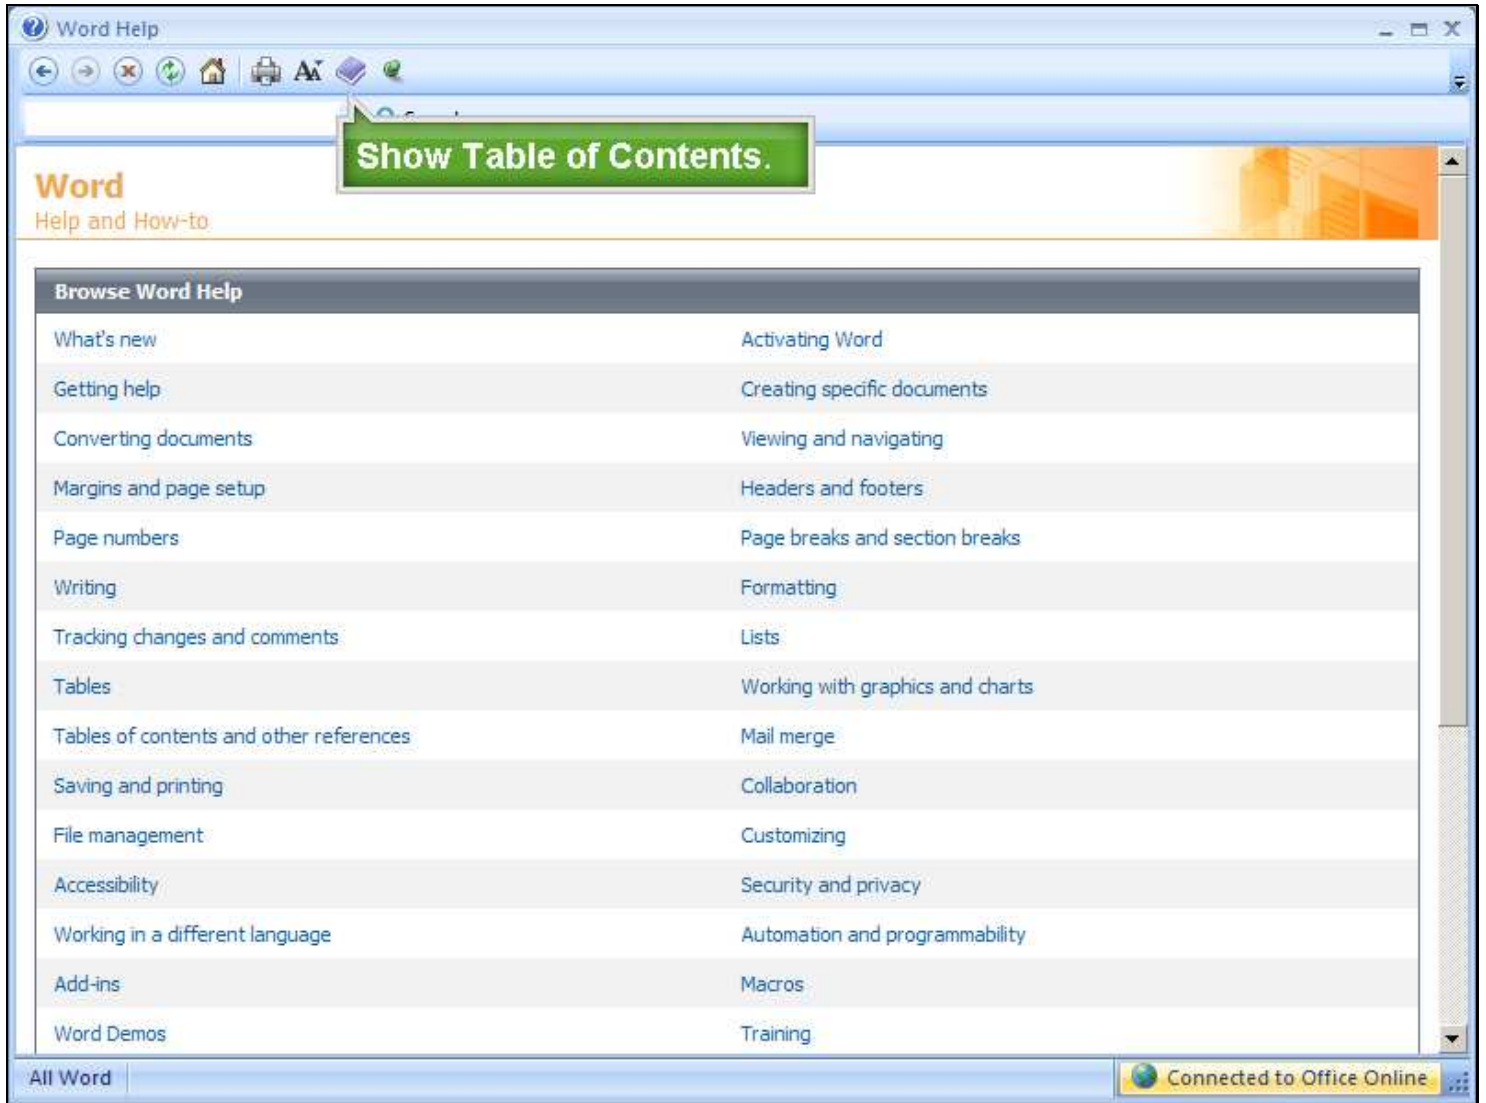 Word Help
Show Table of Contents.
Word
Help and How-to
Browse Word Help
What's new
Activating Word
Getting help
Creating specific documents
Converting documents
Viewing and navigating
Margins and page setup
Headers and footers
Page numbers
Page breaks and section breaks
Writing
Formatting
Tracking changes and comments
Lists
Tables
Working with graphics and charts
Tables of contents and other references
Mail merge
Saving and printing
Collaboration
File management
Customizing
Accessibility
Security and privacy
Working in a different language
Automation and programmability
Add-ins
Macros
Word Demos
Training
All Word
Connected to Office Online